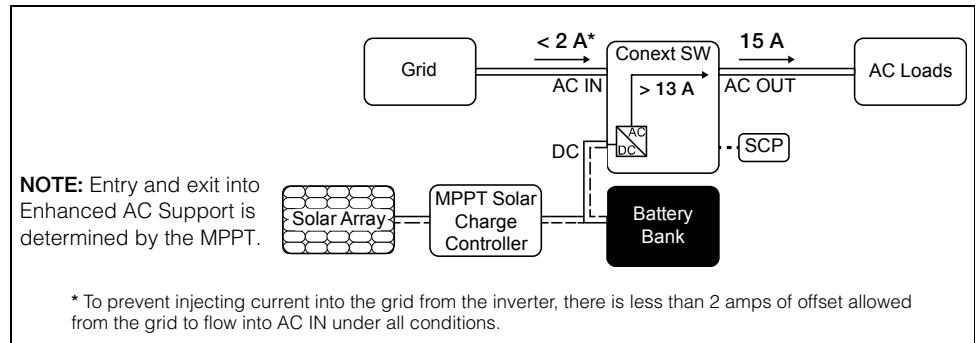 < 2 A*
15 A
Grid
Conext SW
AC Loads
AC IN
> 13 A
AC OUT
AC
DC
DC
SCP
NOTE: Entry and exit into
Enhanced AC Support is
determined by the MPPT.
Solar Array
MPPT Solar
Charge
Controller
Battery
Bank
* To prevent injecting current into the grid from the inverter, there is less than 2 amps of offset allowed
from the grid to flow into AC IN under all conditions.